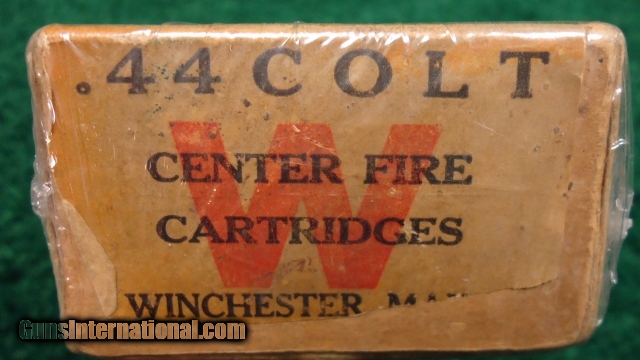 .44 COLT
W
CENTER FIRE
CARTRIDGES
WINCHESTER
GunsInternational.com